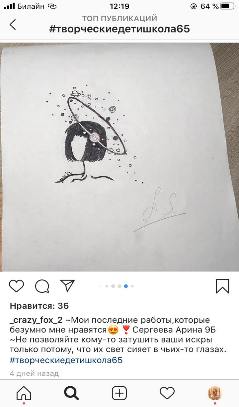 Билайн 12:19 64 %
ТОП ПУБЛИКАЦИЙ
#творческиедетишкола65
Нравится: 36
_crazy_fox_2 ~Мои последние работы,которые
безумно мне нравятся😍❣️Сергеева Арина 9Б
~Не позволяйте кому-то затушить ваши искры
только потому, что их свет сияет в чьих-то глазах.
#творческиедетишкола65
4 дней назад